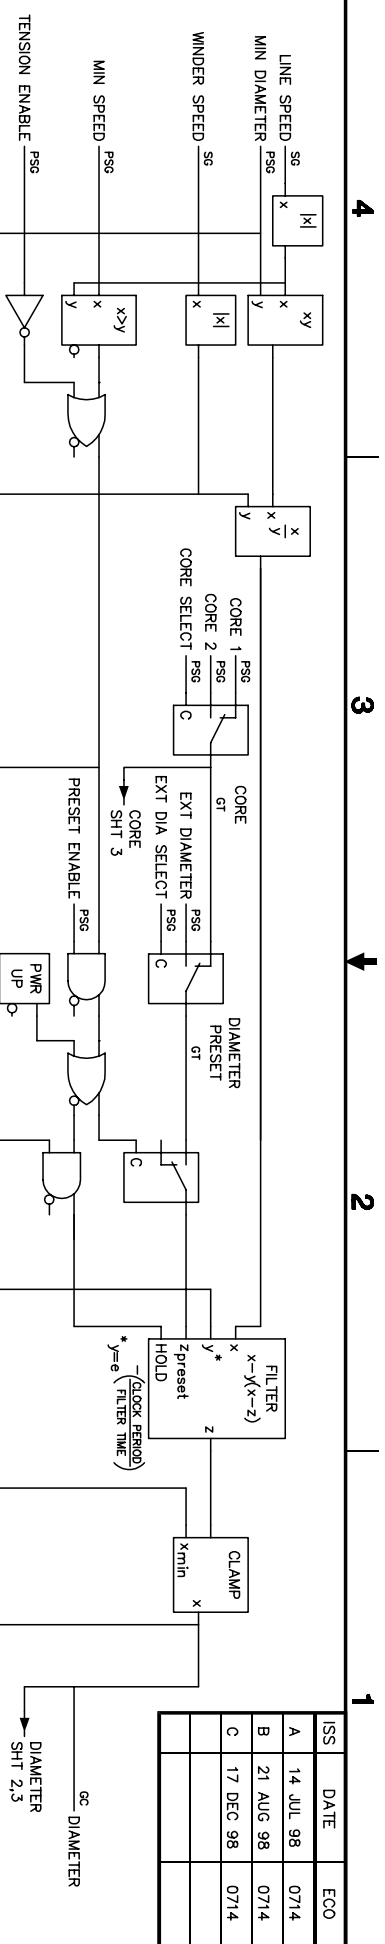 4
3
2
1
LINE SPEED
SG
MIN DIAMETER
PSG
WINDER SPEED
SG
MIN SPEED
PSG
TENSION ENABLE
PSG
|x|
x
xy
x
y
|x|
x
x>y
x
y
x
y
x
y
CORE 1
PSG
CORE 2
PSG
CORE SELECT
PSG
C
CORE
GT
CORE
SHT 3
EXT DIAMETER
PSG
EXT DIA SELECT
PSG
C
PRESET ENABLE
PSG
PWR
UP
DIAMETER
PRESET
GT
C
FILTER
x-y(x-z)
x
y*
z preset
HOLD
z
* y=e -(CLOCK PERIOD / FILTER TIME)
CLAMP
xmin
x
GC
DIAMETER
DIAMETER
SHT 2,3
ISS DATE ECO
A 14 JUL 98 0714
B 21 AUG 98 0714
C 17 DEC 98 0714